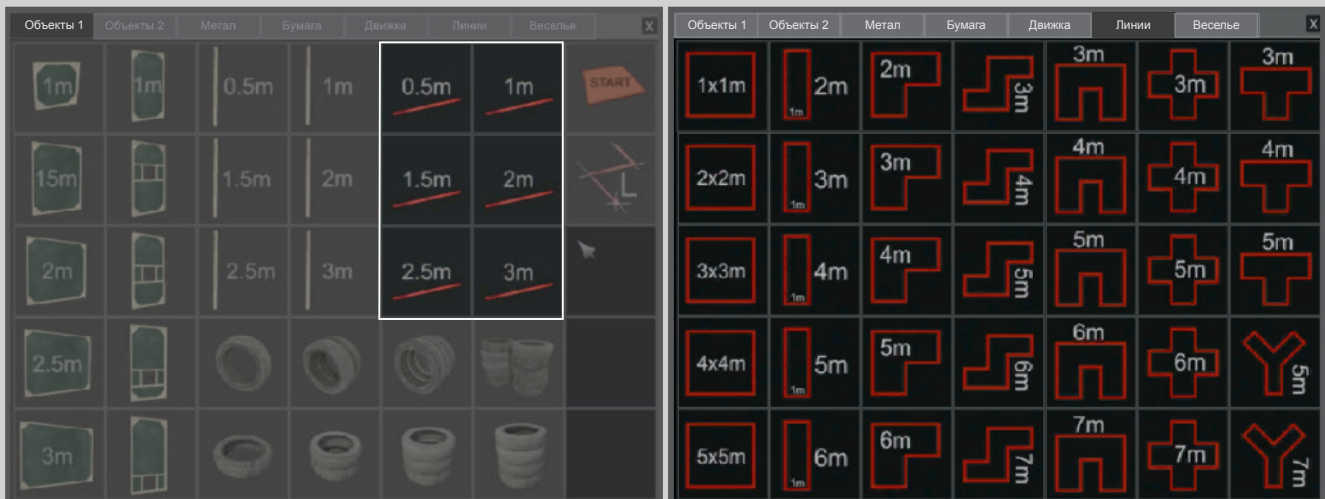 Объекты 1 Объекты 2 Метал Бумага Движка Линии Веселье X
1m 1m 0.5m 1m 0.5m 1m START
15m 1.5m 2m 1.5m 2m L
2m 2.5m 3m 2.5m 3m
2.5m
3m
Объекты 1 Объекты 2 Метал Бумага Движка Линии Веселье X
1x1m 1m 2m 2m 3m 3m 3m 3m
2x2m 1m 3m 3m 4m 4m 4m 4m
3x3m 1m 4m 4m 5m 5m 5m 5m
4x4m 1m 5m 5m 6m 6m 6m 5m
5x5m 1m 6m 6m 7m 7m 7m 7m